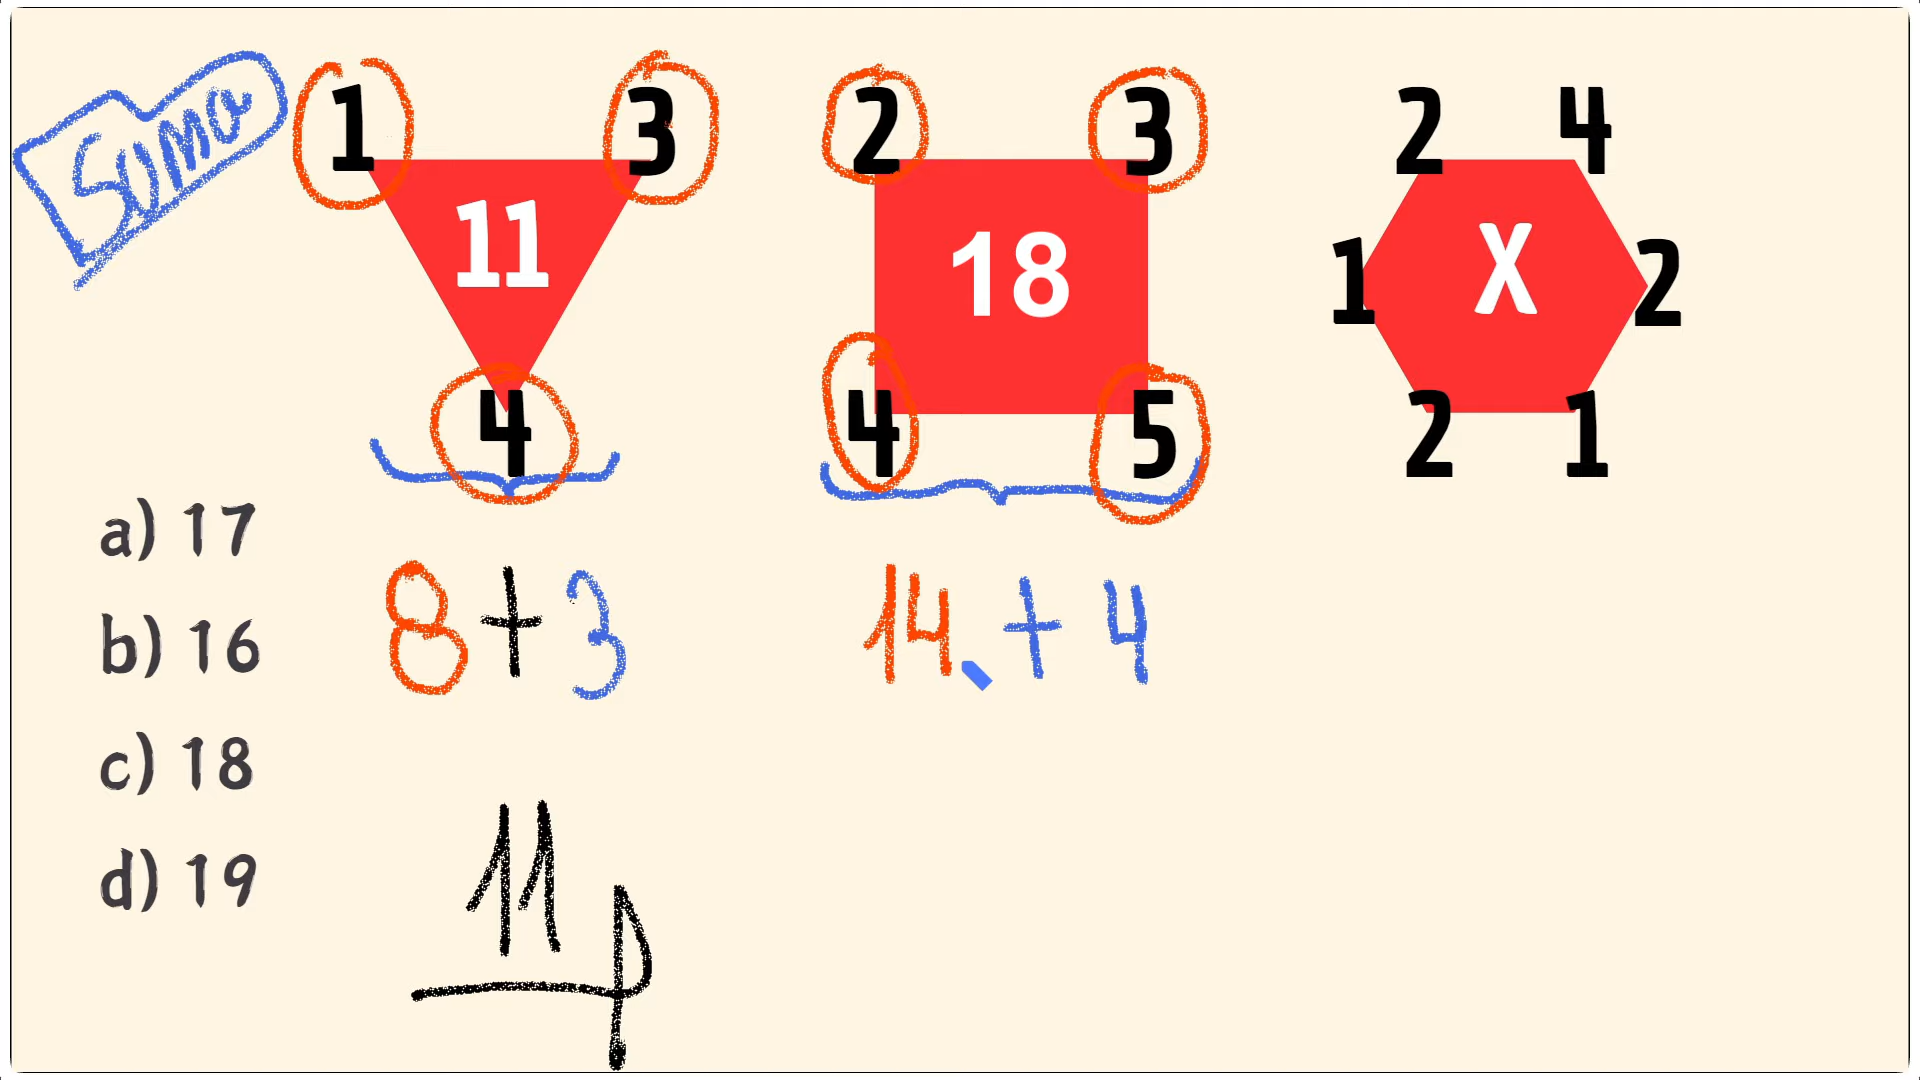 Soma
1 3 2 3 2 4
11 18 X
1 2
4 4 5 2 1
a) 17
b) 16
c) 18
d) 19
8 + 3 14 + 4
11